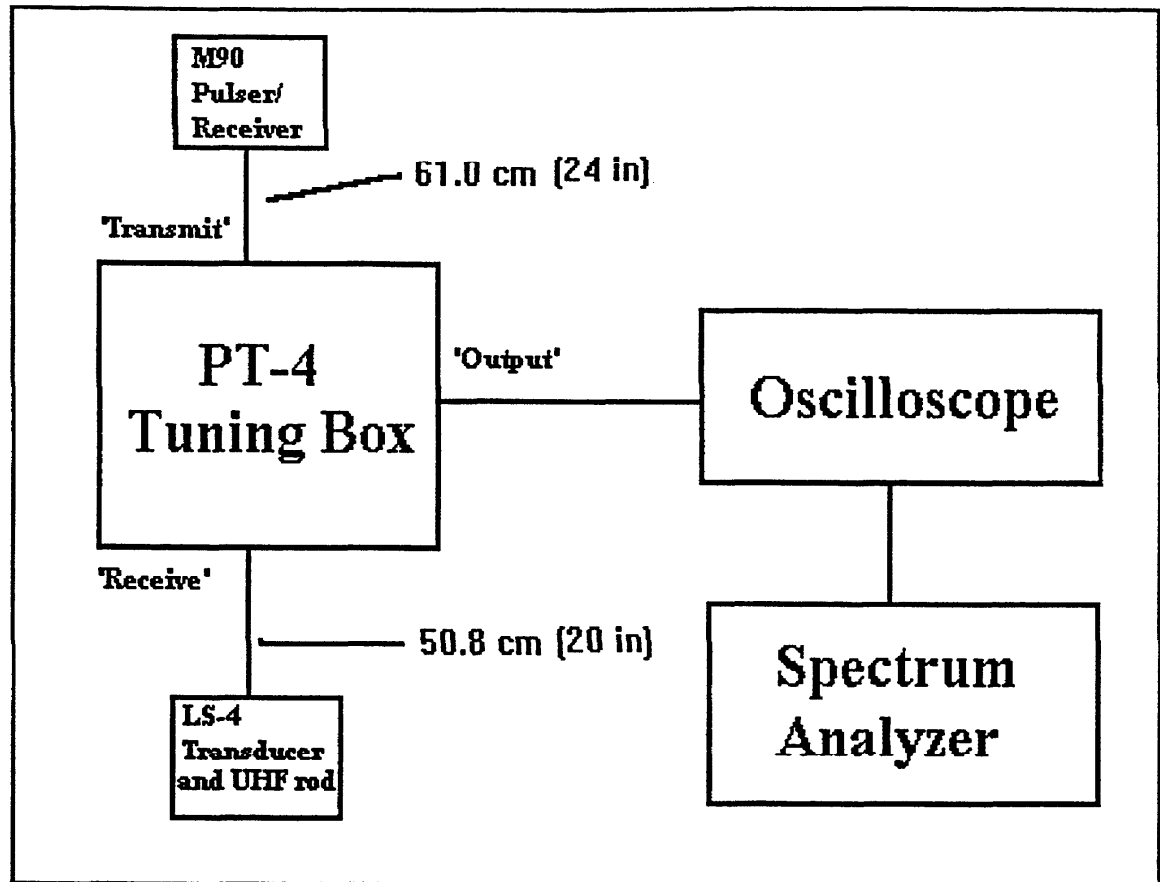 M90
Pulser/
Receiver
61.0 cm (24 in)
'Transmit'
PT-4
Tuning Box
'Output'
Oscilloscope
'Receive'
50.8 cm (20 in)
LS-4
Transducer
and UHF rod
Spectrum
Analyzer